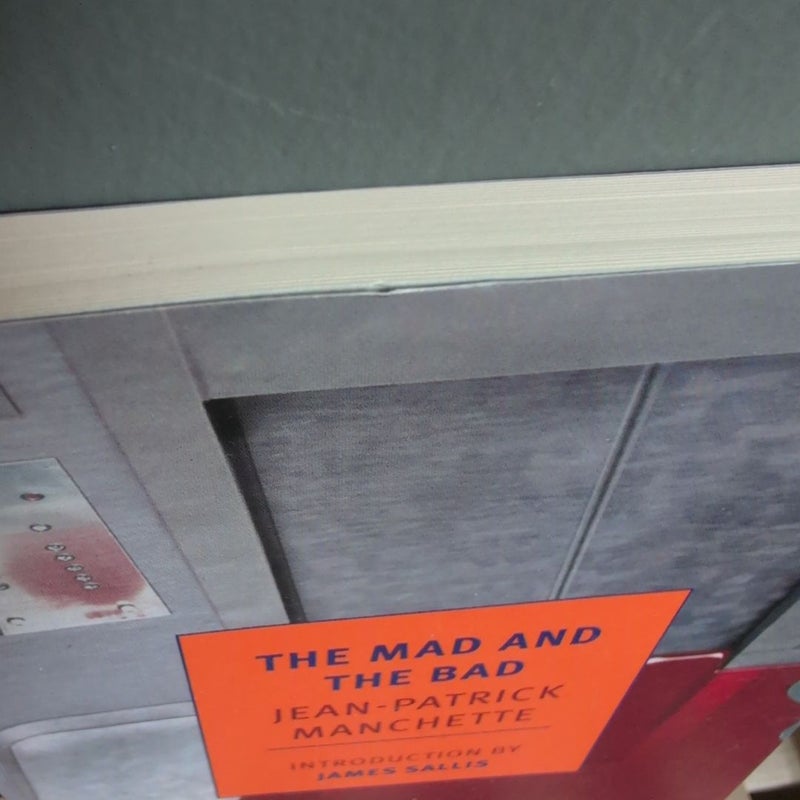 THE MAD AND
THE BAD
JEAN-PATRICK
MANCHETTE
INTRODUCTION BY
JAMES SALLIS